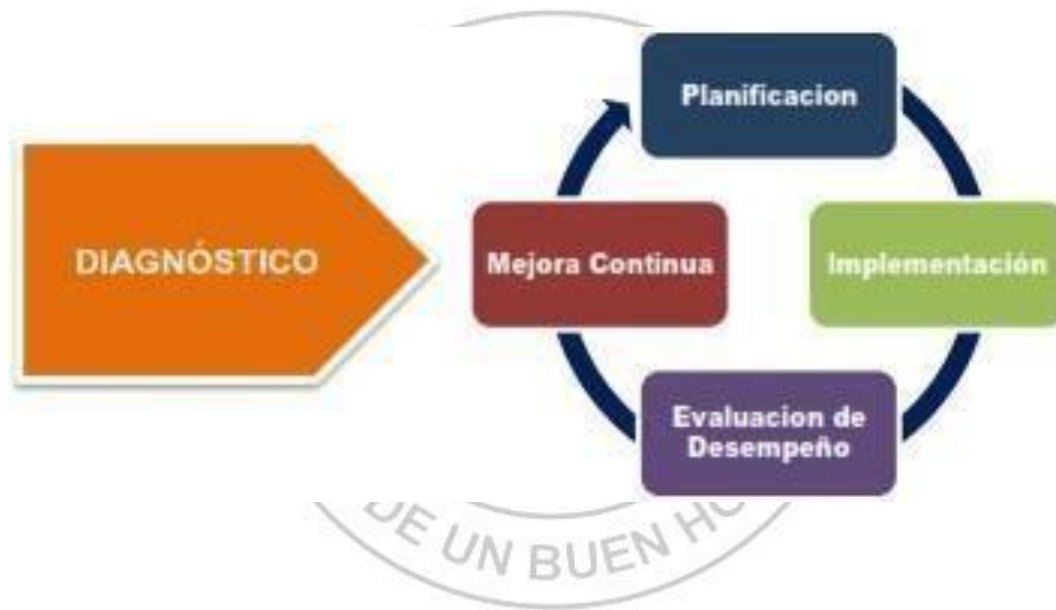 Planificacion
DIAGNÓSTICO
Mejora Continua
Implementación
Evaluacion de
Desempeño
DE UN BUEN